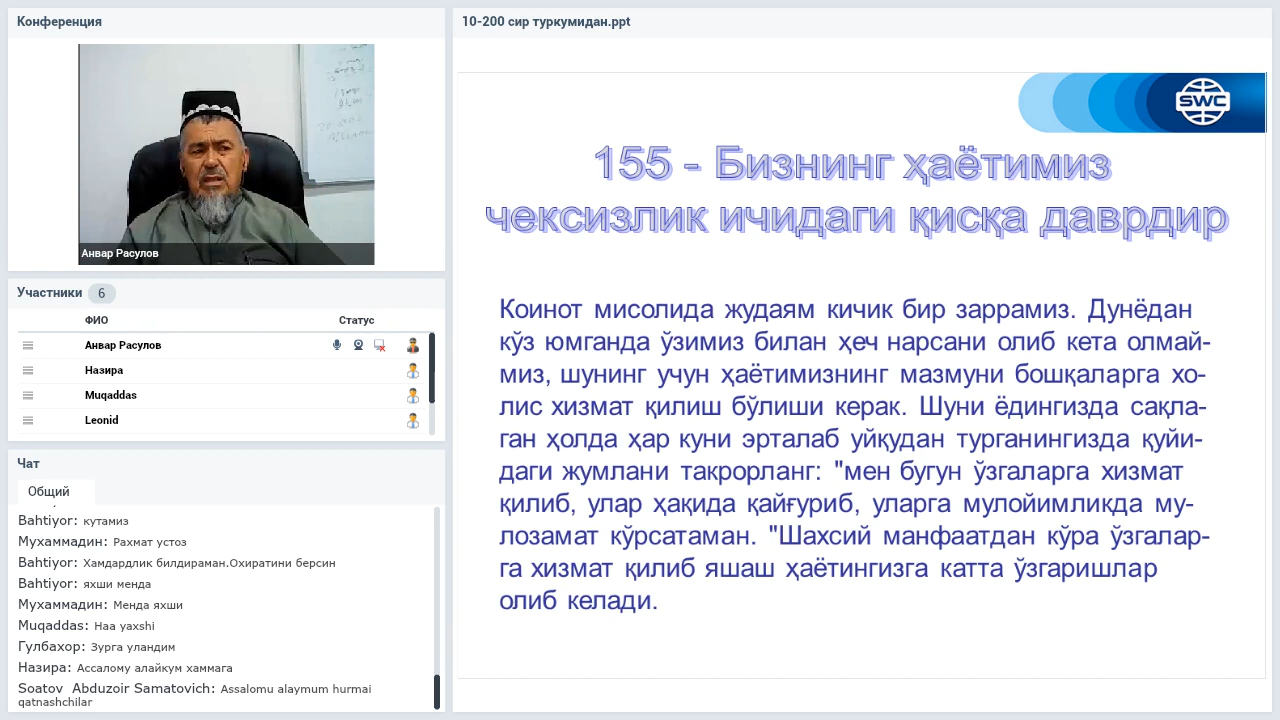 Конференция
Анвар Расулов
Участники 6
ФИО Статус
Анвар Расулов
Назира
Muqaddas
Leonid
Чат
Общий
Bahtiyor: кутамиз
Мухаммадин: Рахмат устоз
Bahtiyor: Хамдардлик билдираман.Охиратини берсин
Bahtiyor: яхши менда
Мухаммадин: Менда яхши
Muqaddas: Haa yaxshi
Гулбахор: Зурга уландим
Назира: Ассалому алайкум хаммага
Soatov Abduzoir Samatovich: Assalomu alaymum hurmai
qatnashchilar
10-200 сир туркумидан.ppt
SWC
155 - Бизнинг ҳаётимиз
чексизлик ичидаги қисқа даврдир
Коинот мисолида жудаям кичик бир заррамиз. Дунёдан
кўз юмганда ўзимиз билан ҳеч нарсани олиб кета олмай-
миз, шунинг учун ҳаётимизнинг мазмуни бошқаларга хо-
лис хизмат қилиш бўлиши керак. Шуни ёдингизда сақла-
ган ҳолда ҳар куни эрталаб уйқудан турганингизда қуйи-
даги жумлани такрорланг: "мен бугун ўзгаларга хизмат
қилиб, улар ҳақида қайғуриб, уларга мулойимликда му-
лозамат кўрсатаман. "Шахсий манфаатдан кўра ўзгалар-
га хизмат қилиб яшаш ҳаётингизга катта ўзгаришлар
олиб келади.